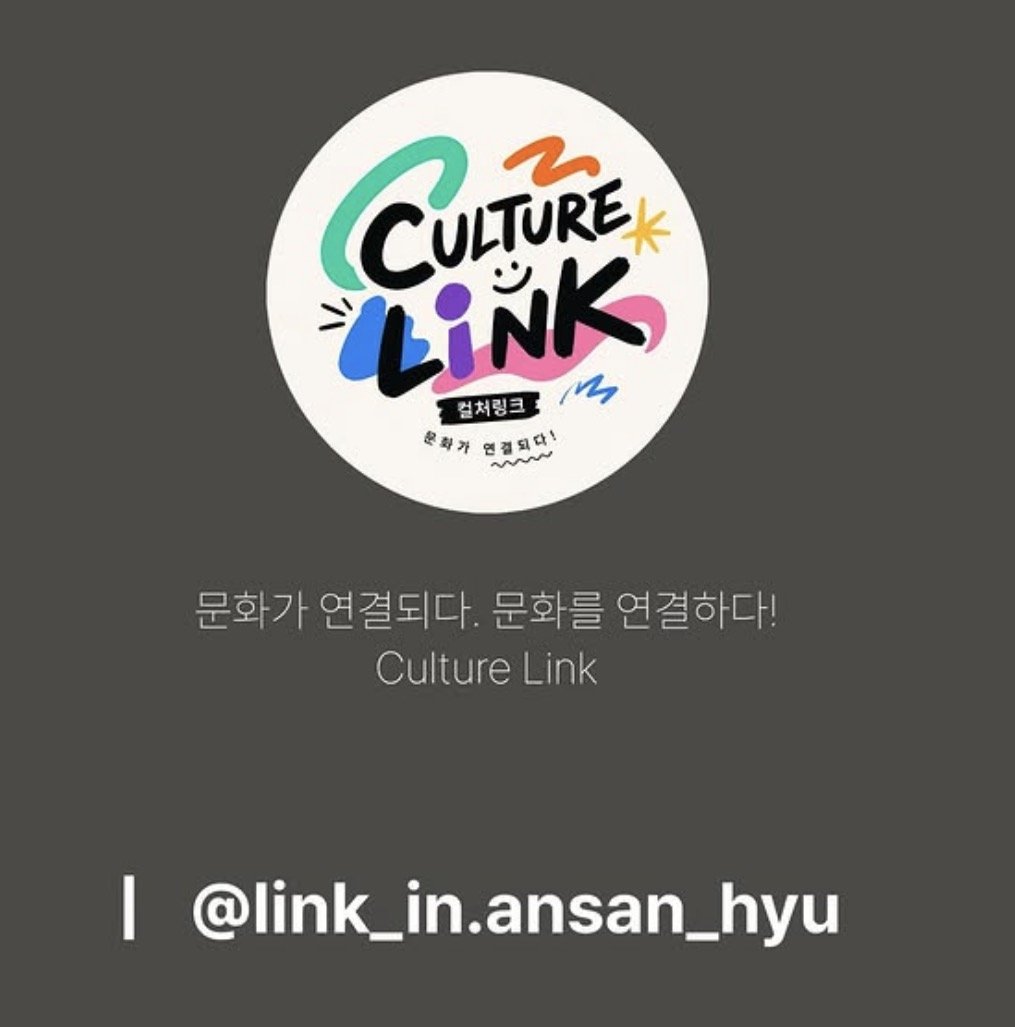 CULTURE
LiNK
컬처링크
문화가 연결되다!
문화가 연결되다. 문화를 연결하다!
Culture Link
| @link_in.ansan_hyu